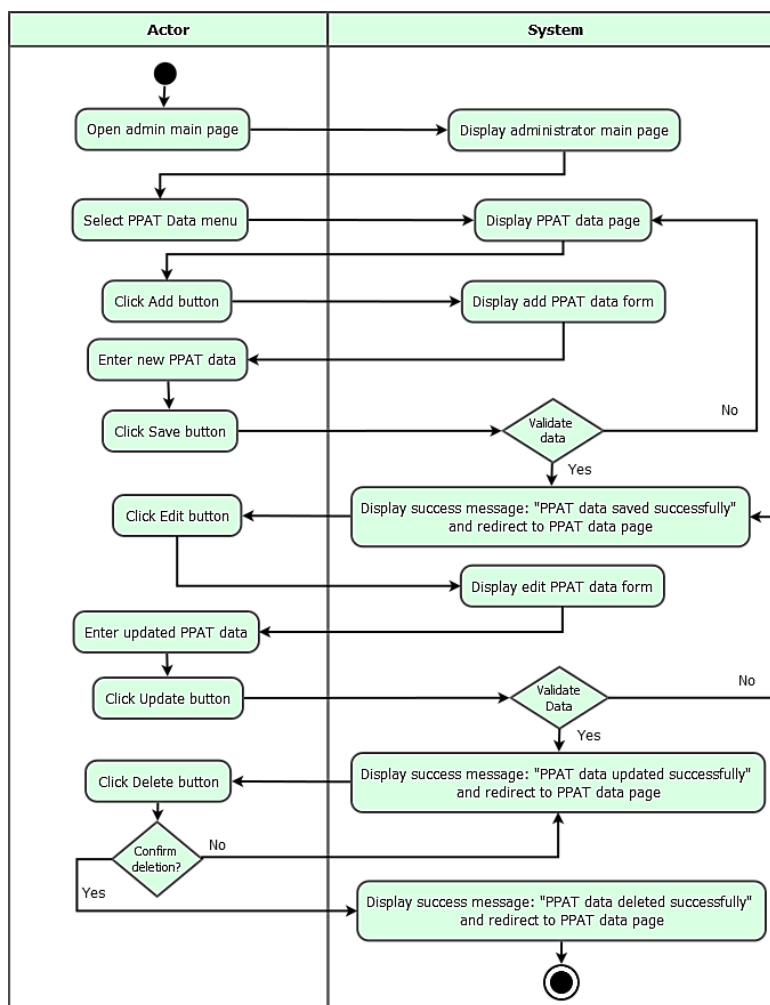 Actor
System
Open admin main page
Display administrator main page
Select PPAT Data menu
Display PPAT data page
Click Add button
Display add PPAT data form
Enter new PPAT data
Click Save button
Validate
data
No
Yes
Click Edit button
Display success message: "PPAT data saved successfully"
and redirect to PPAT data page
Display edit PPAT data form
Enter updated PPAT data
Click Update button
Validate
Data
No
Yes
Click Delete button
Display success message: "PPAT data updated successfully"
and redirect to PPAT data page
Confirm
deletion?
No
Yes
Display success message: "PPAT data deleted successfully"
and redirect to PPAT data page